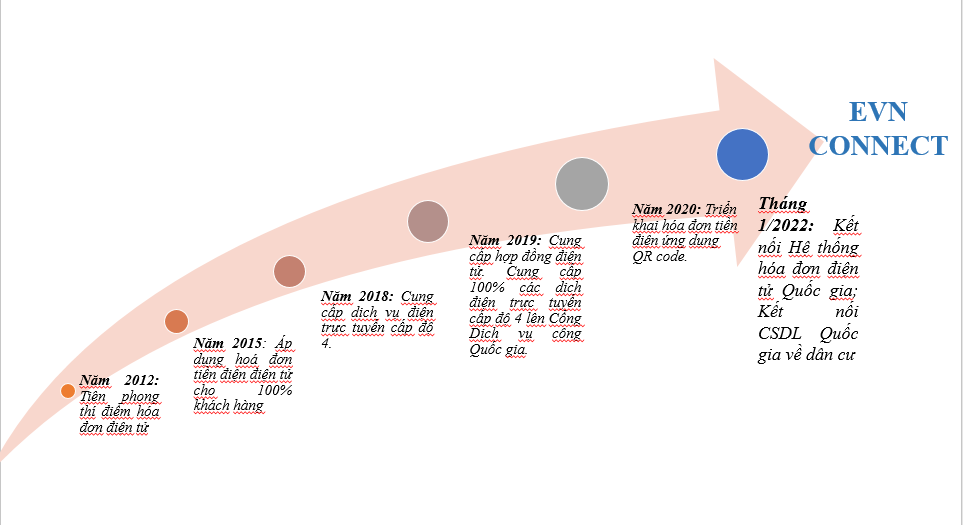 EVN
CONNECT
Năm 2012:
Tiên phong
thí điểm hóa
đơn điện tử
Năm 2015: Áp
dụng hoá đơn
tiền điện điện tử
cho 100%
khách hàng
Năm 2018: Cung
cấp dịch vụ điện
trực tuyến cấp độ
4.
Năm 2019: Cung
cấp hợp đồng điện
tử. Cung cấp
100% các dịch
điện trực tuyến
cấp độ 4 lên Cổng
Dịch vụ công
Quốc gia.
Năm 2020: Triển
khai hóa đơn tiền
điện ứng dụng
QR code.
Tháng
1/2022: Kết
nối Hệ thống
hóa đơn điện
tử Quốc gia;
Kết nối
CSDL Quốc
gia về dân cư